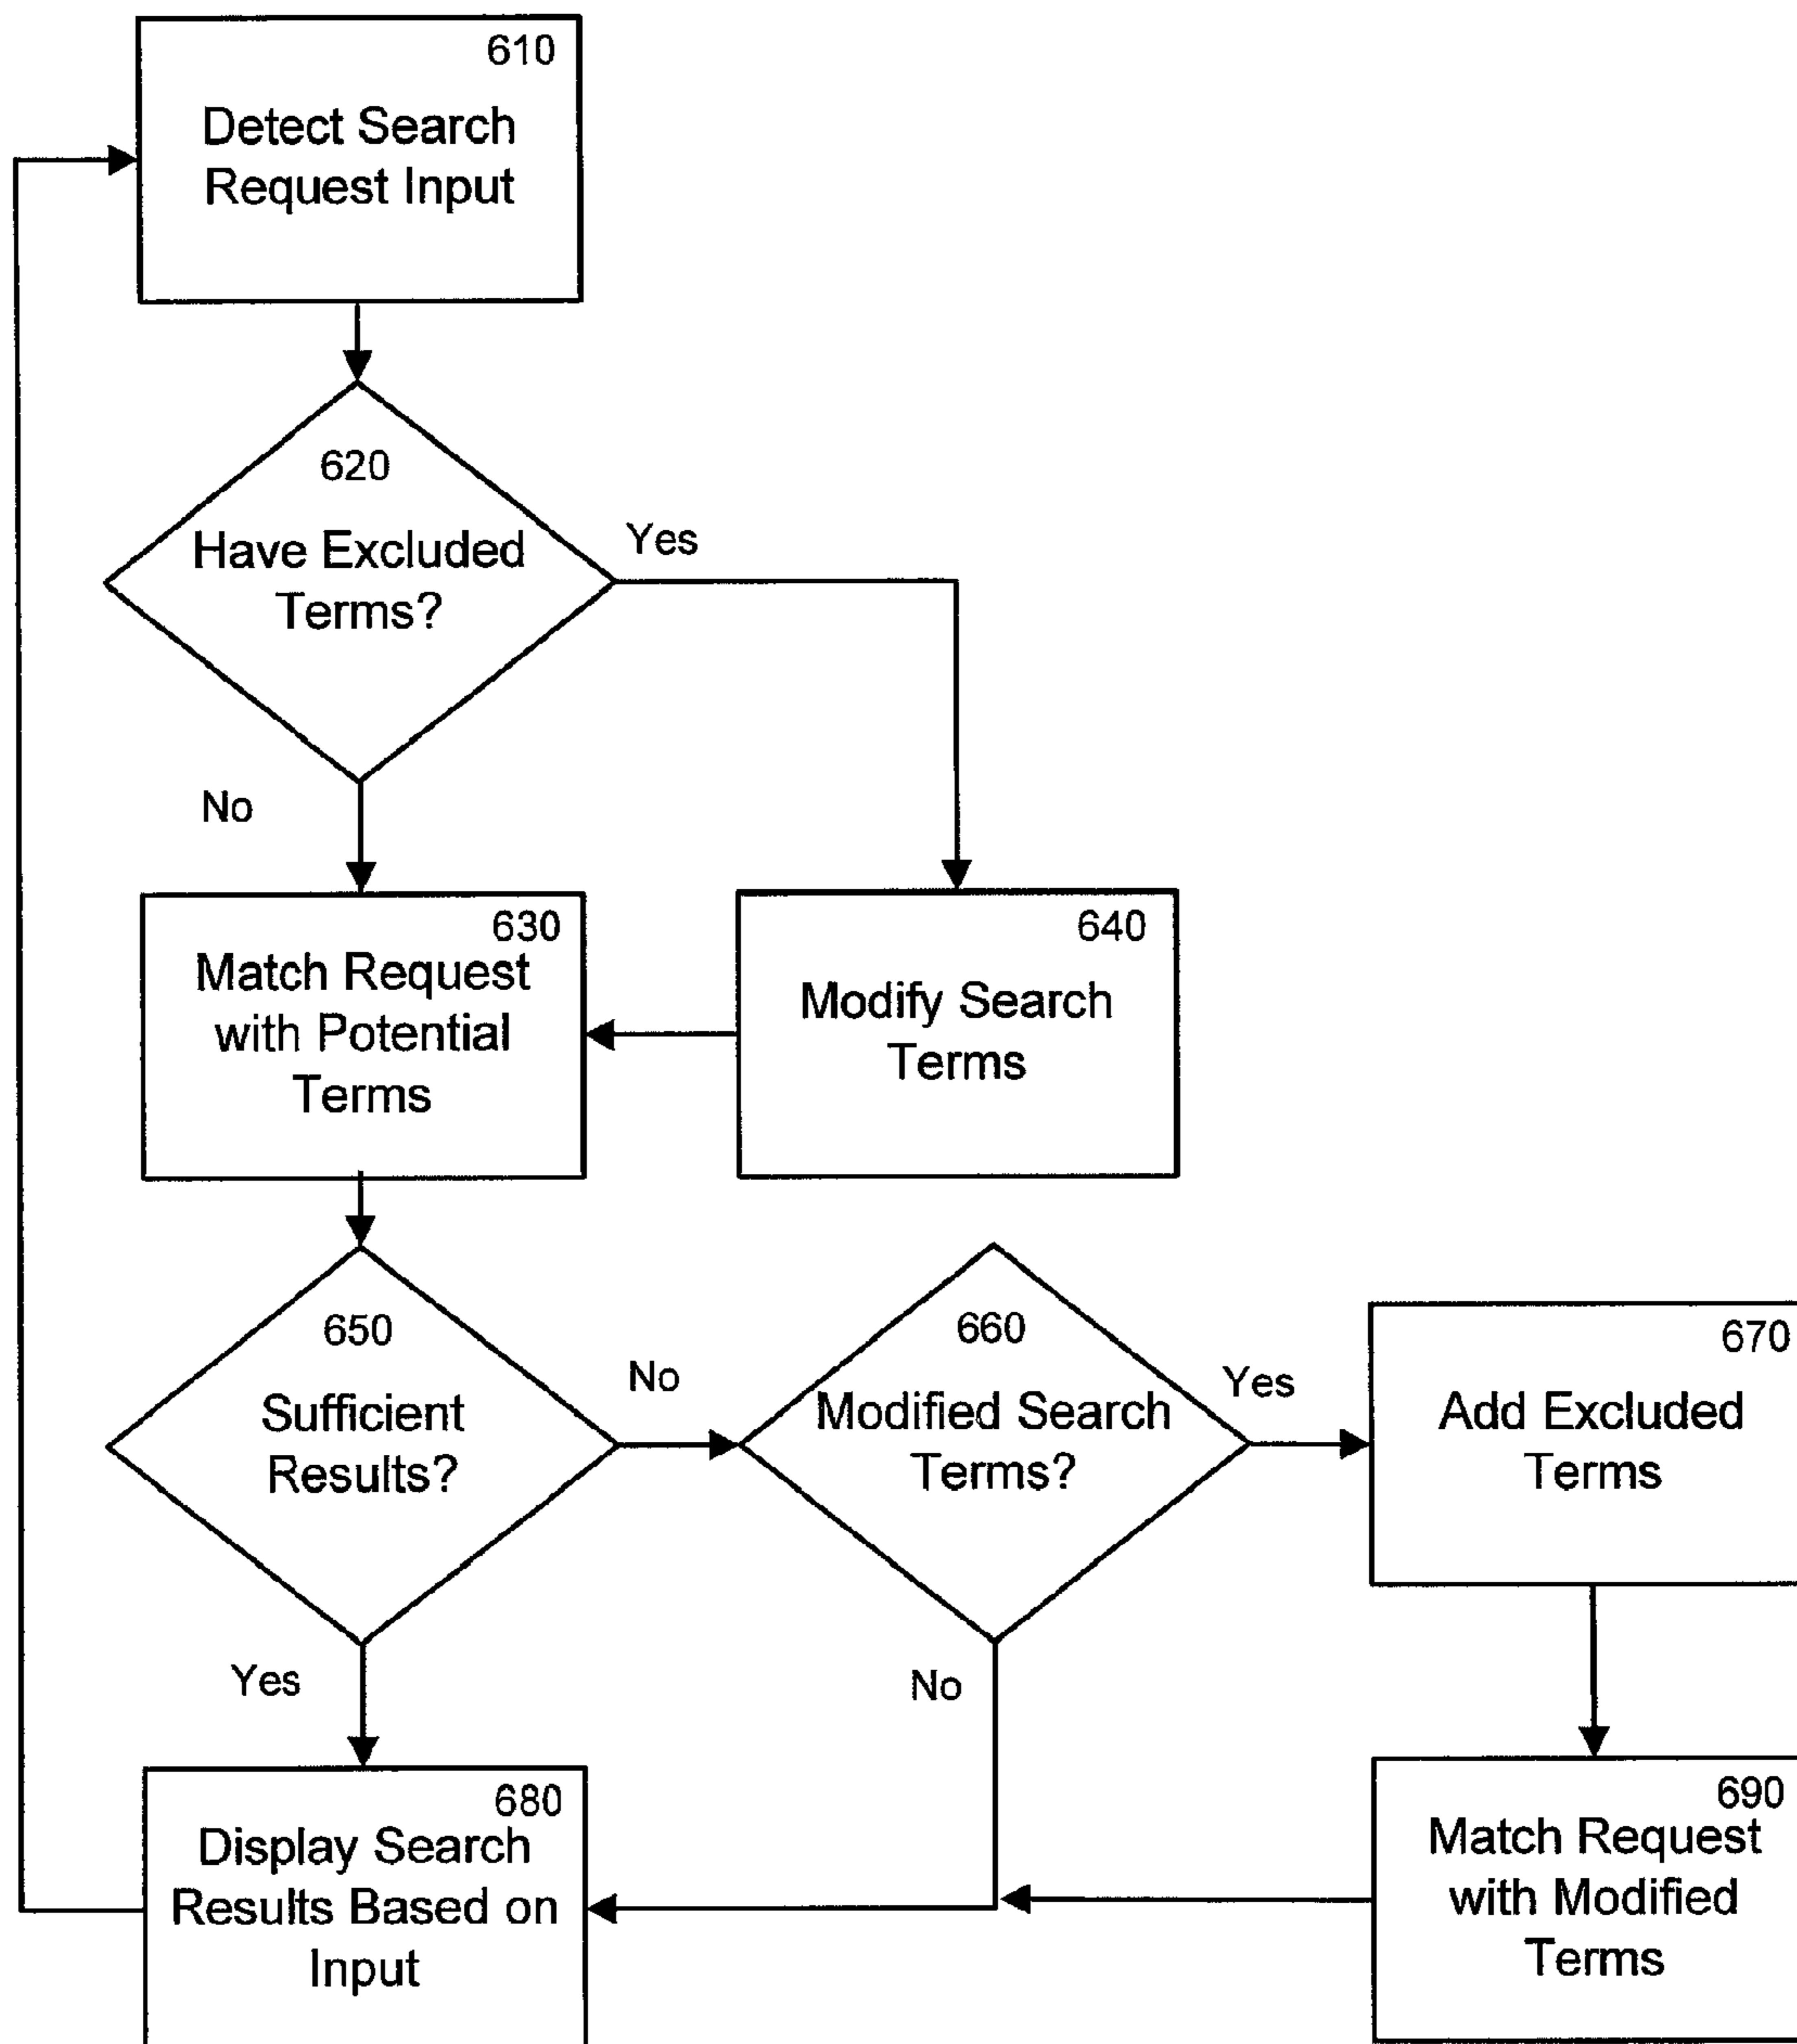 610
Detect Search
Request Input
620
Have Excluded
Terms?
Yes
No
630
Match Request
with Potential
Terms
640
Modify Search
Terms
650
Sufficient
Results?
No
Yes
660
Modified Search
Terms?
Yes
No
670
Add Excluded
Terms
680
Display Search
Results Based on
Input
690
Match Request
with Modified
Terms